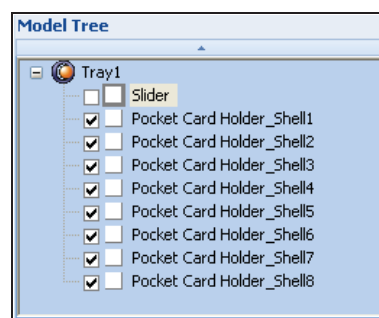 Model Tree
Tray1
Slider
Pocket Card Holder_Shell1
Pocket Card Holder_Shell2
Pocket Card Holder_Shell3
Pocket Card Holder_Shell4
Pocket Card Holder_Shell5
Pocket Card Holder_Shell6
Pocket Card Holder_Shell7
Pocket Card Holder_Shell8